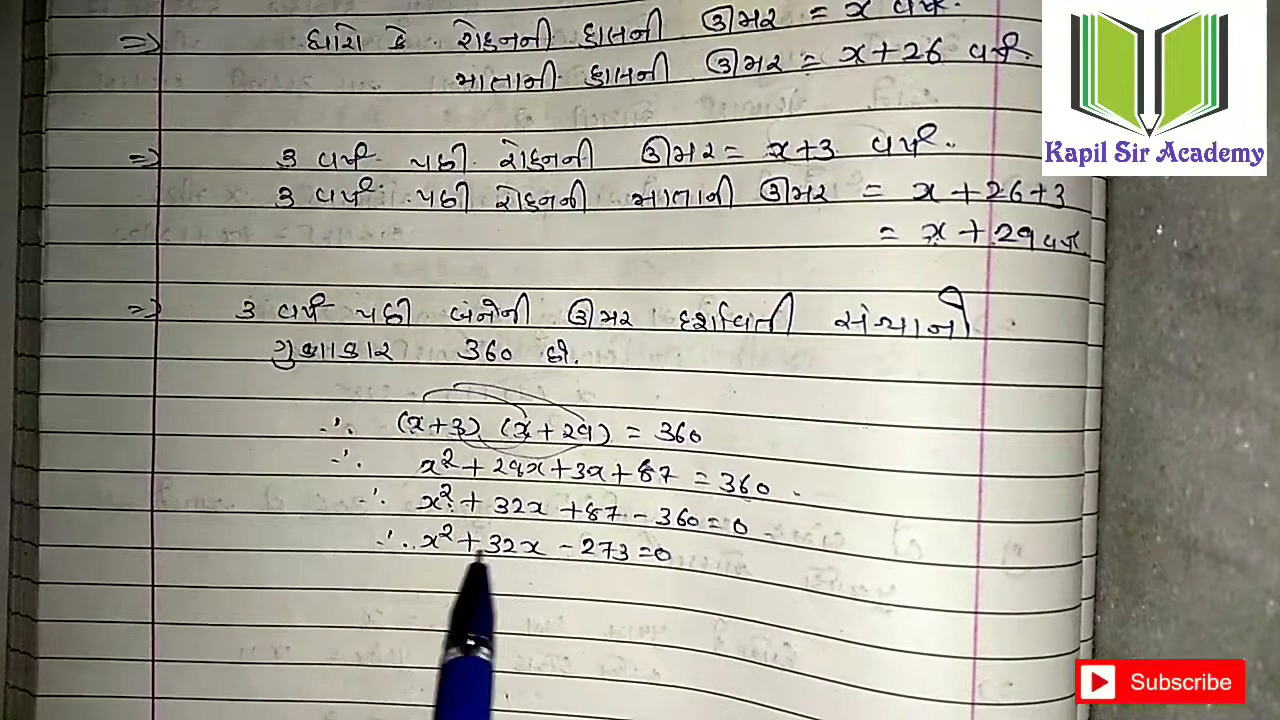 ⇒ ધારો કે રોહનની હાલની ઊંમર = x વર્ષ.
માતાની હાલની ઊંમર = x + 26 વર્ષ.
⇒ 3 વર્ષ પછી રોહનની ઊંમર = x+3 વર્ષ.
3 વર્ષ પછી રોહનની માતાની ઊંમર = x + 26 + 3
= x + 29 વર્ષ
⇒ 3 વર્ષ પછી બંનેની ઊંમર દર્શાવતી સંખ્યાનો
ગુણાકાર 360 હો.
∴ (x+3) (x+29) = 360
∴ x² + 29x + 3x + 87 = 360
∴ x² + 32x + 87 - 360 = 0
∴ x² + 32x - 273 = 0
Kapil Sir Academy
Subscribe